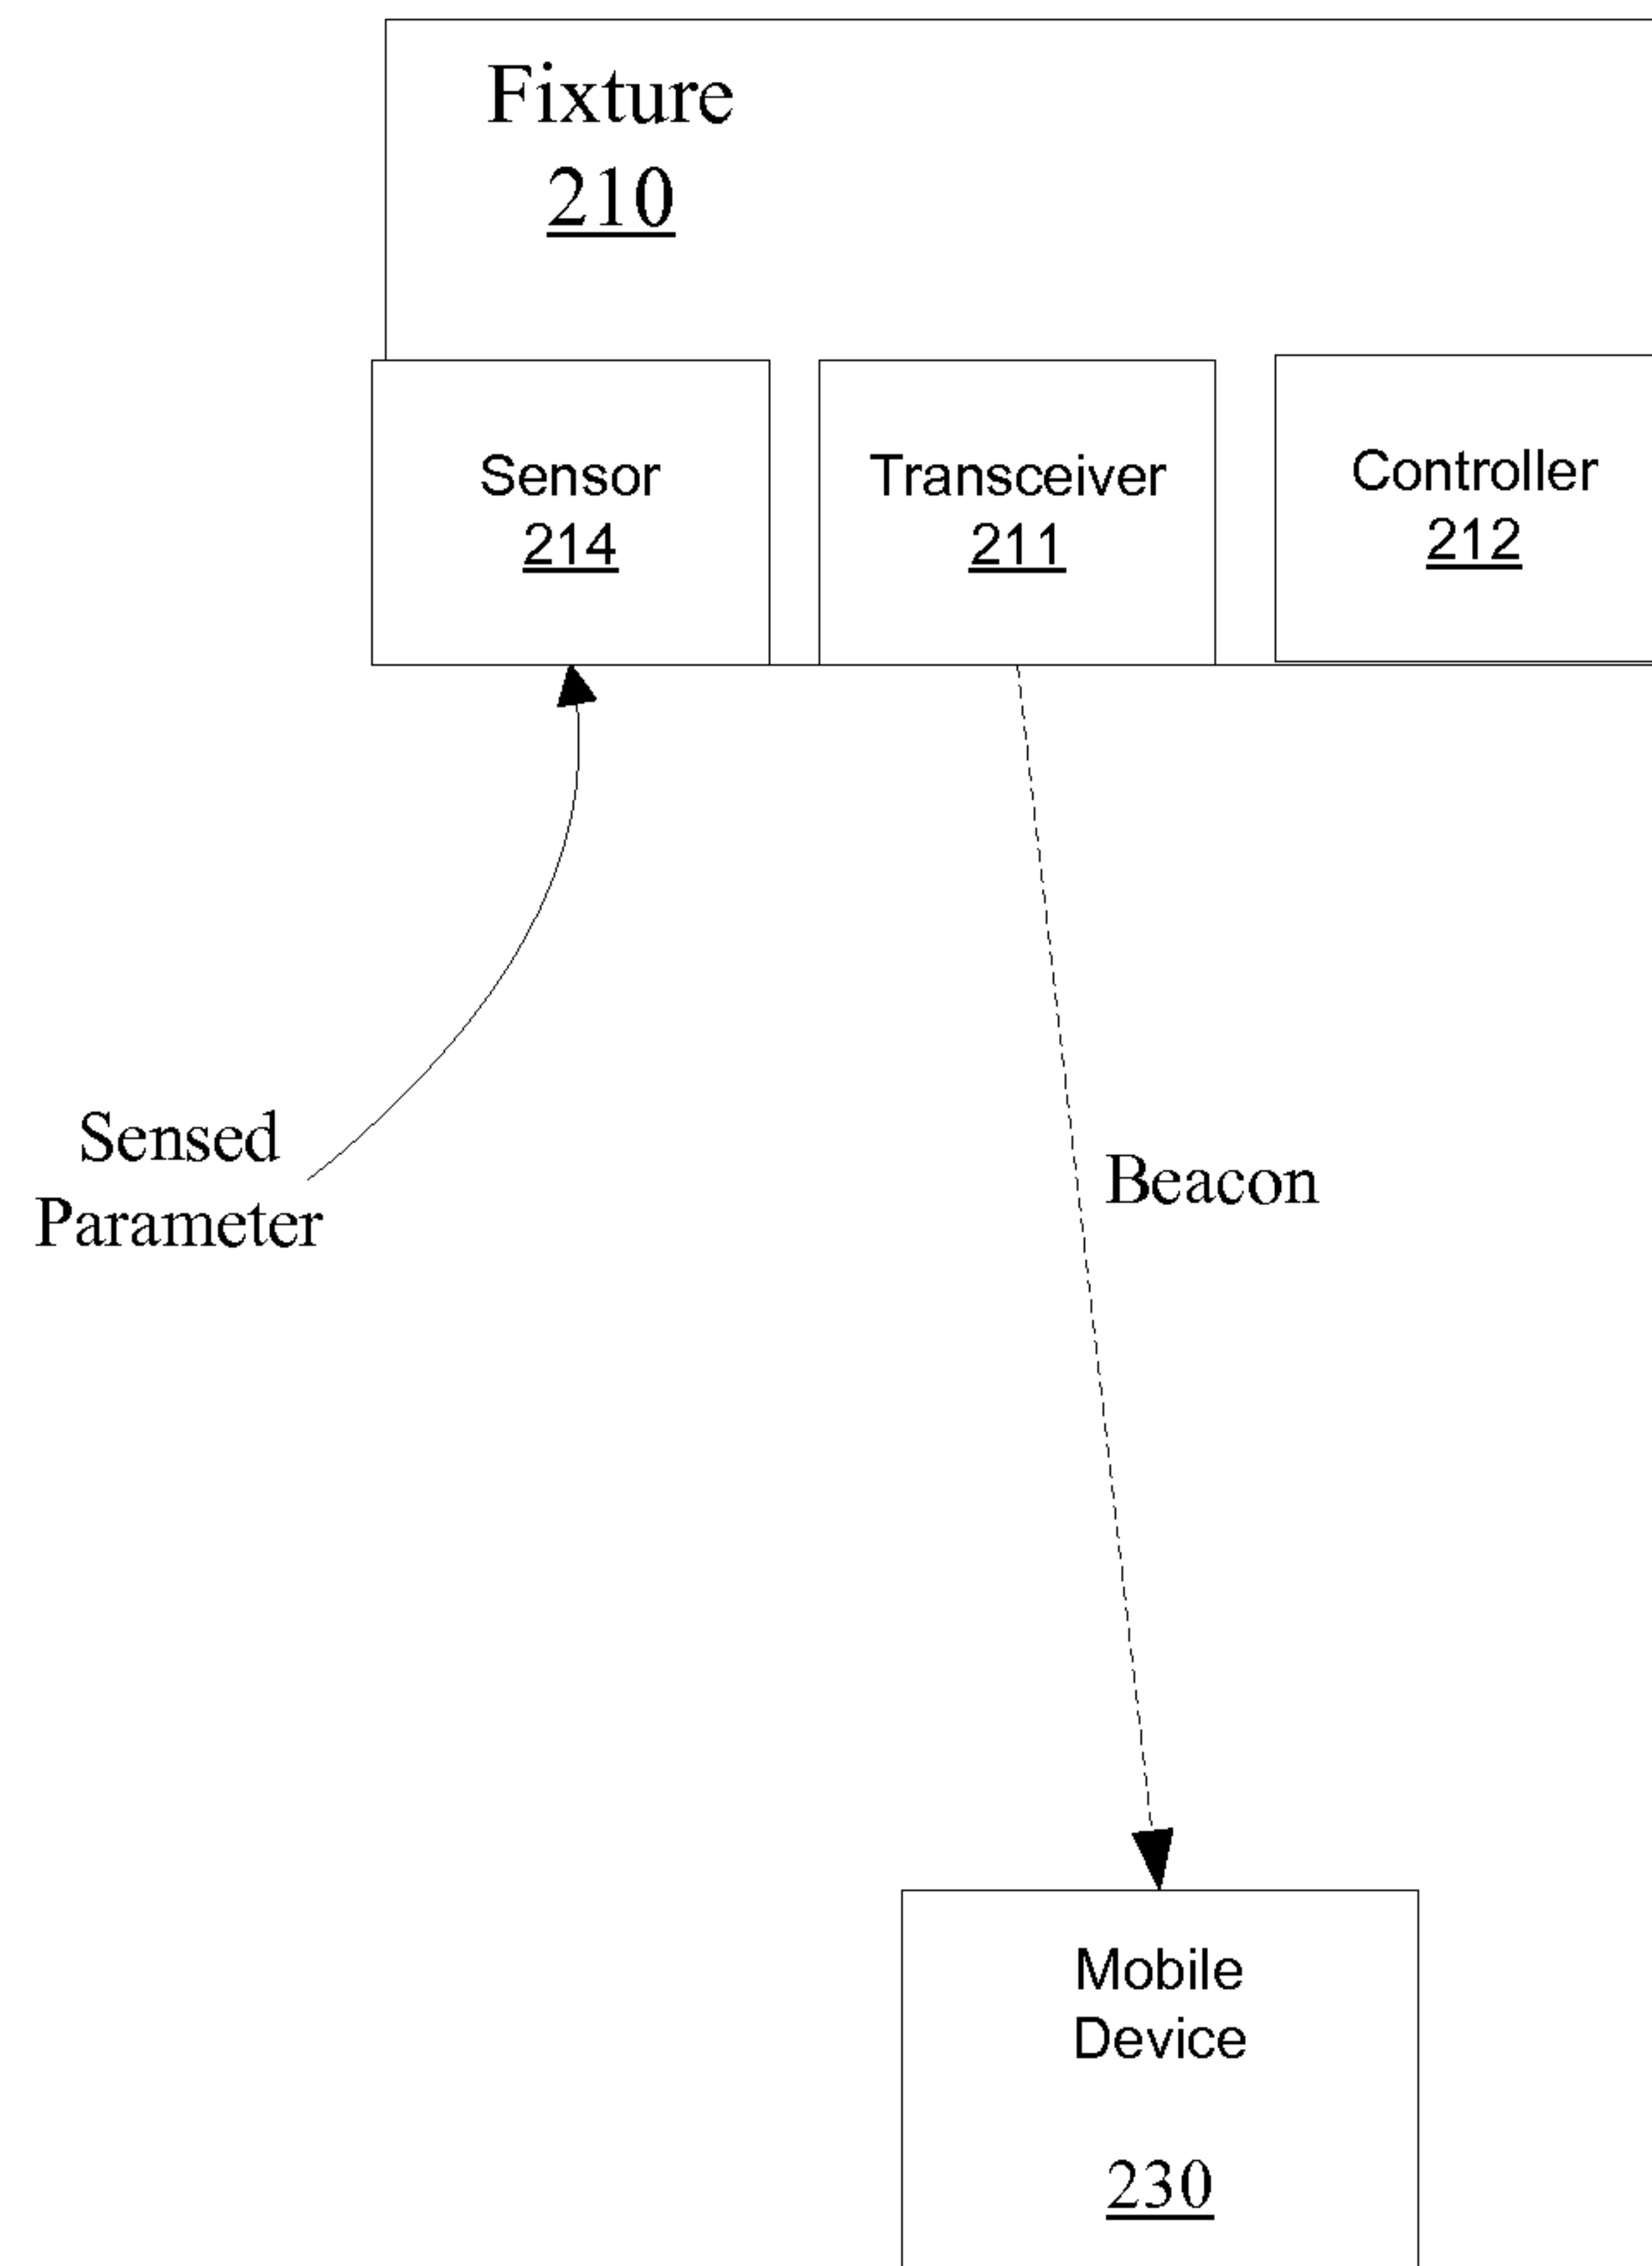 Fixture
210
Sensor
214
Transceiver
211
Controller
212
Sensed
Parameter
Beacon
Mobile
Device
230